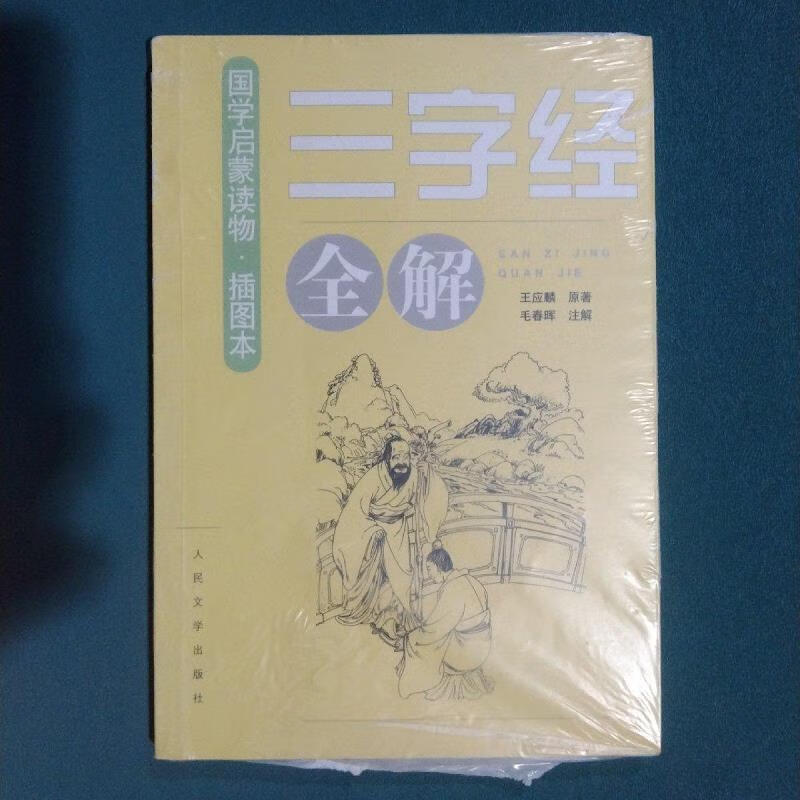 国学启蒙读物·插图本
三字经
全解
SAN ZI JING
QUAN JIE
王应麟 原著
毛春晖 注解
人民文学出版社